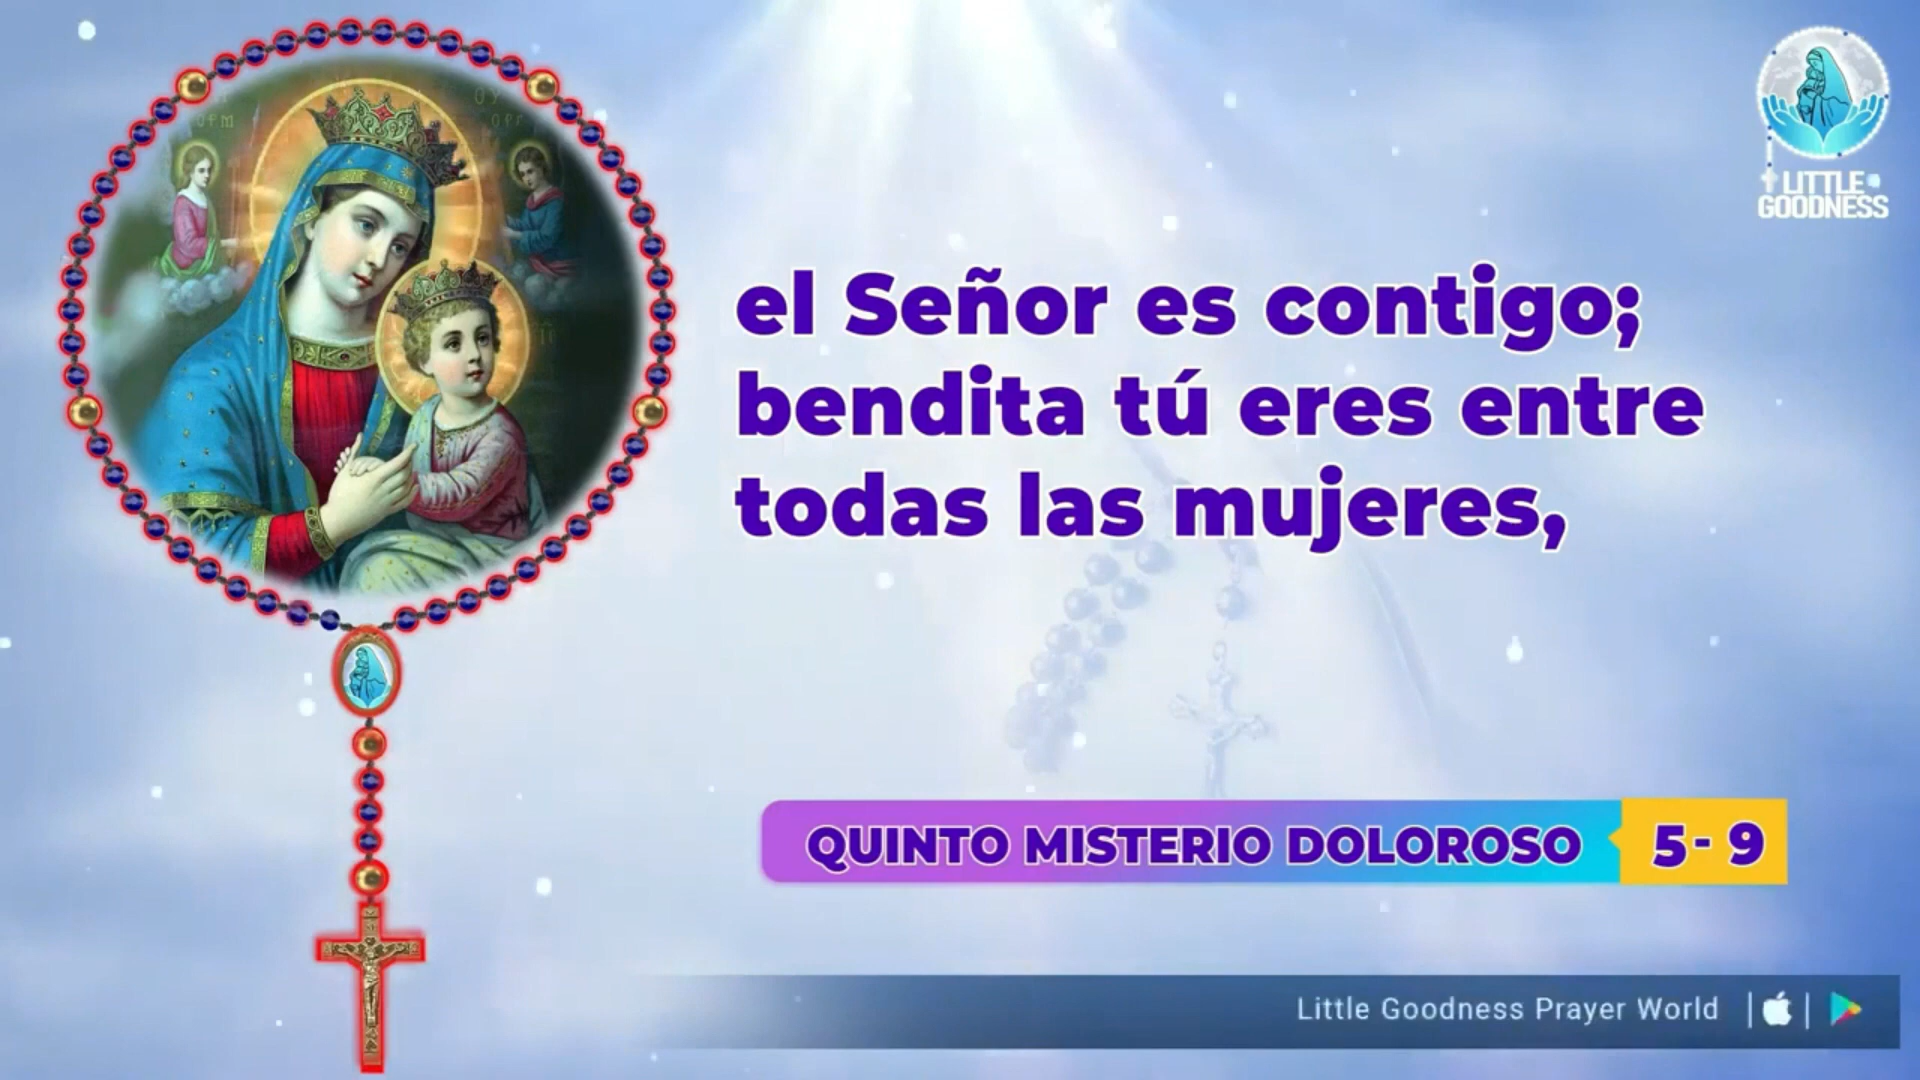 LITTLE
GOODNESS
el Señor es contigo;
bendita tú eres entre
todas las mujeres,
QUINTO MISTERIO DOLOROSO 5- 9
Little Goodness Prayer World